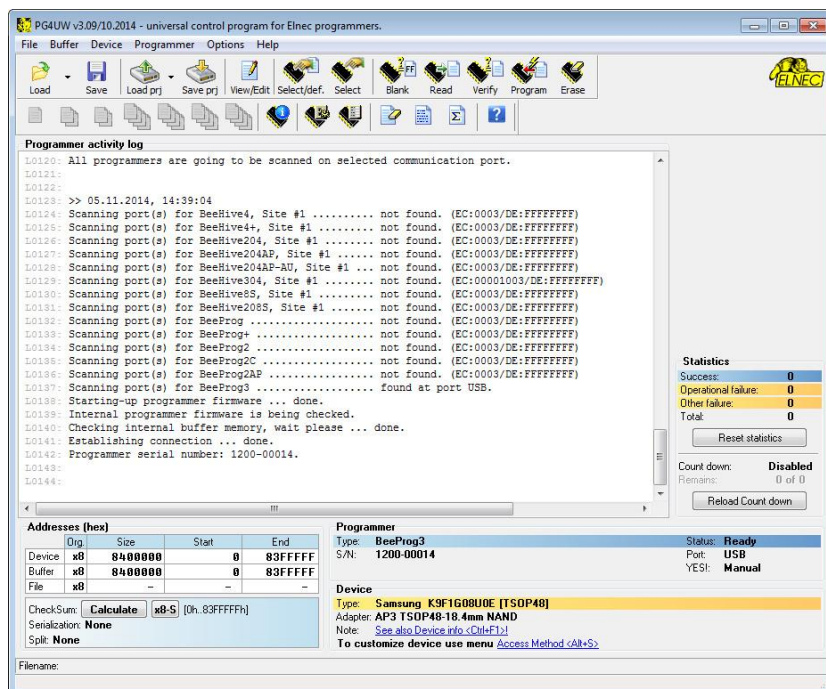 PG4UW v3.09/10.2014 - universal control program for Elnec programmers.
File Buffer Device Programmer Options Help
Load Save Load prj Save prj View/Edit Select/def. Select Blank Read Verify Program Erase
ELNEC
Programmer activity log
L0120: All programmers are going to be scanned on selected communication port.
L0121:
L0122:
L0123: >> 05.11.2014, 14:39:04
L0124: Scanning port(s) for BeeHive4, Site #1 .......... not found. (EC:0003/DE:FFFFFFFF)
L0125: Scanning port(s) for BeeHive4+, Site #1 ......... not found. (EC:0003/DE:FFFFFFFF)
L0126: Scanning port(s) for BeeHive204, Site #1 ........ not found. (EC:0003/DE:FFFFFFFF)
L0127: Scanning port(s) for BeeHive204AP, Site #1 ...... not found. (EC:0003/DE:FFFFFFFF)
L0128: Scanning port(s) for BeeHive204AP-AU, Site #1 ... not found. (EC:0003/DE:FFFFFFFF)
L0129: Scanning port(s) for BeeHive304, Site #1 ........ not found. (EC:00001003/DE:FFFFFFFF)
L0130: Scanning port(s) for BeeHive8S, Site #1 ......... not found. (EC:0003/DE:FFFFFFFF)
L0131: Scanning port(s) for BeeHive208S, Site #1 ....... not found. (EC:0003/DE:FFFFFFFF)
L0132: Scanning port(s) for BeeProg .................... not found. (EC:0003/DE:FFFFFFFF)
L0133: Scanning port(s) for BeeProg+ ................... not found. (EC:0003/DE:FFFFFFFF)
L0134: Scanning port(s) for BeeProg2 ................... not found. (EC:0003/DE:FFFFFFFF)
L0135: Scanning port(s) for BeeProg2C .................. not found. (EC:0003/DE:FFFFFFFF)
L0136: Scanning port(s) for BeeProg2AP ................. not found. (EC:0003/DE:FFFFFFFF)
L0137: Scanning port(s) for BeeProg3 ................... found at port USB.
L0138: Starting-up programmer firmware ... done.
L0139: Internal programmer firmware is being checked.
L0140: Checking internal buffer memory, wait please ... done.
L0141: Establishing connection ... done.
L0142: Programmer serial number: 1200-00014.
L0143:
L0144:
Statistics
Success: 0
Operational failure: 0
Other failure: 0
Total: 0
Reset statistics
Count down: Disabled
Remains: 0 of 0
Reload Count down
Addresses (hex)
Org. Size Start End
Device x8 8400000 0 83FFFFF
Buffer x8 8400000 0 83FFFFF
File x8 - - -
CheckSum: Calculate x8-S [0h..83FFFFFh]
Serialization: None
Split: None
Programmer
Type: BeeProg3 Status: Ready
S/N: 1200-00014 Port: USB
YES!: Manual
Device
Type: Samsung K9F1G08U0E [TSOP48]
Adapter: AP3 TSOP48-18.4mm NAND
Note: See also Device info <Ctrl+F1>!
To customize device use menu Access Method <Alt+S>
Filename: